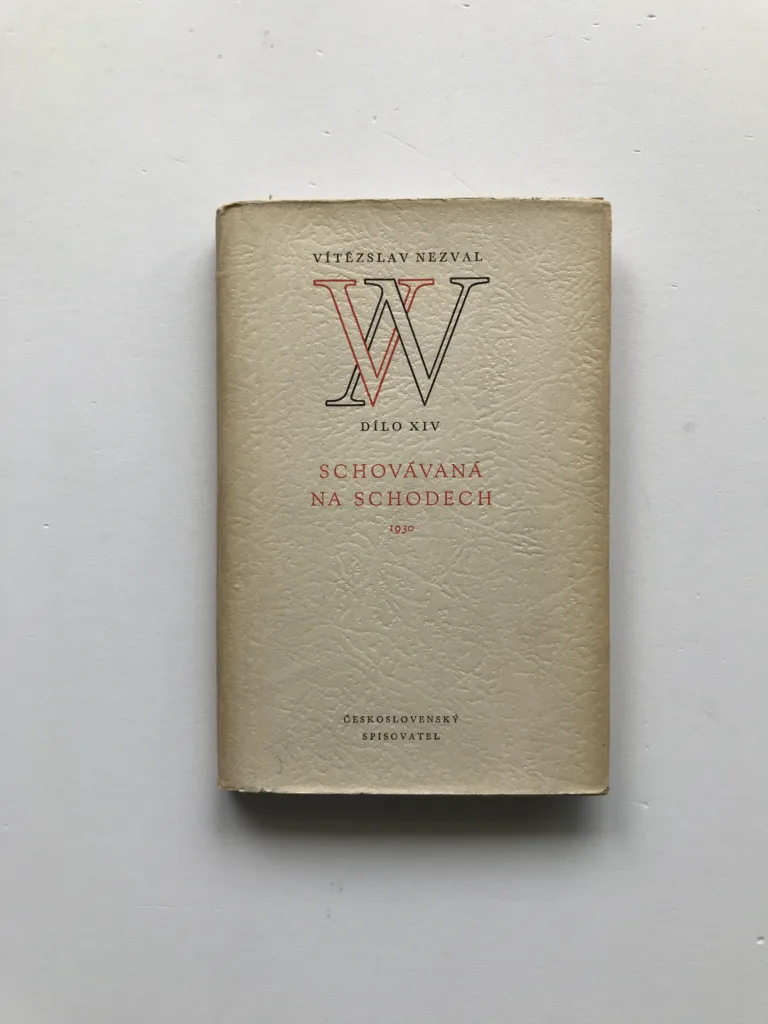 VÍTĚZSLAV NEZVAL
VN
DÍLO XIV
SCHOVÁVANÁ
NA SCHODECH
1930
ČESKOSLOVENSKÝ
SPISOVATEL